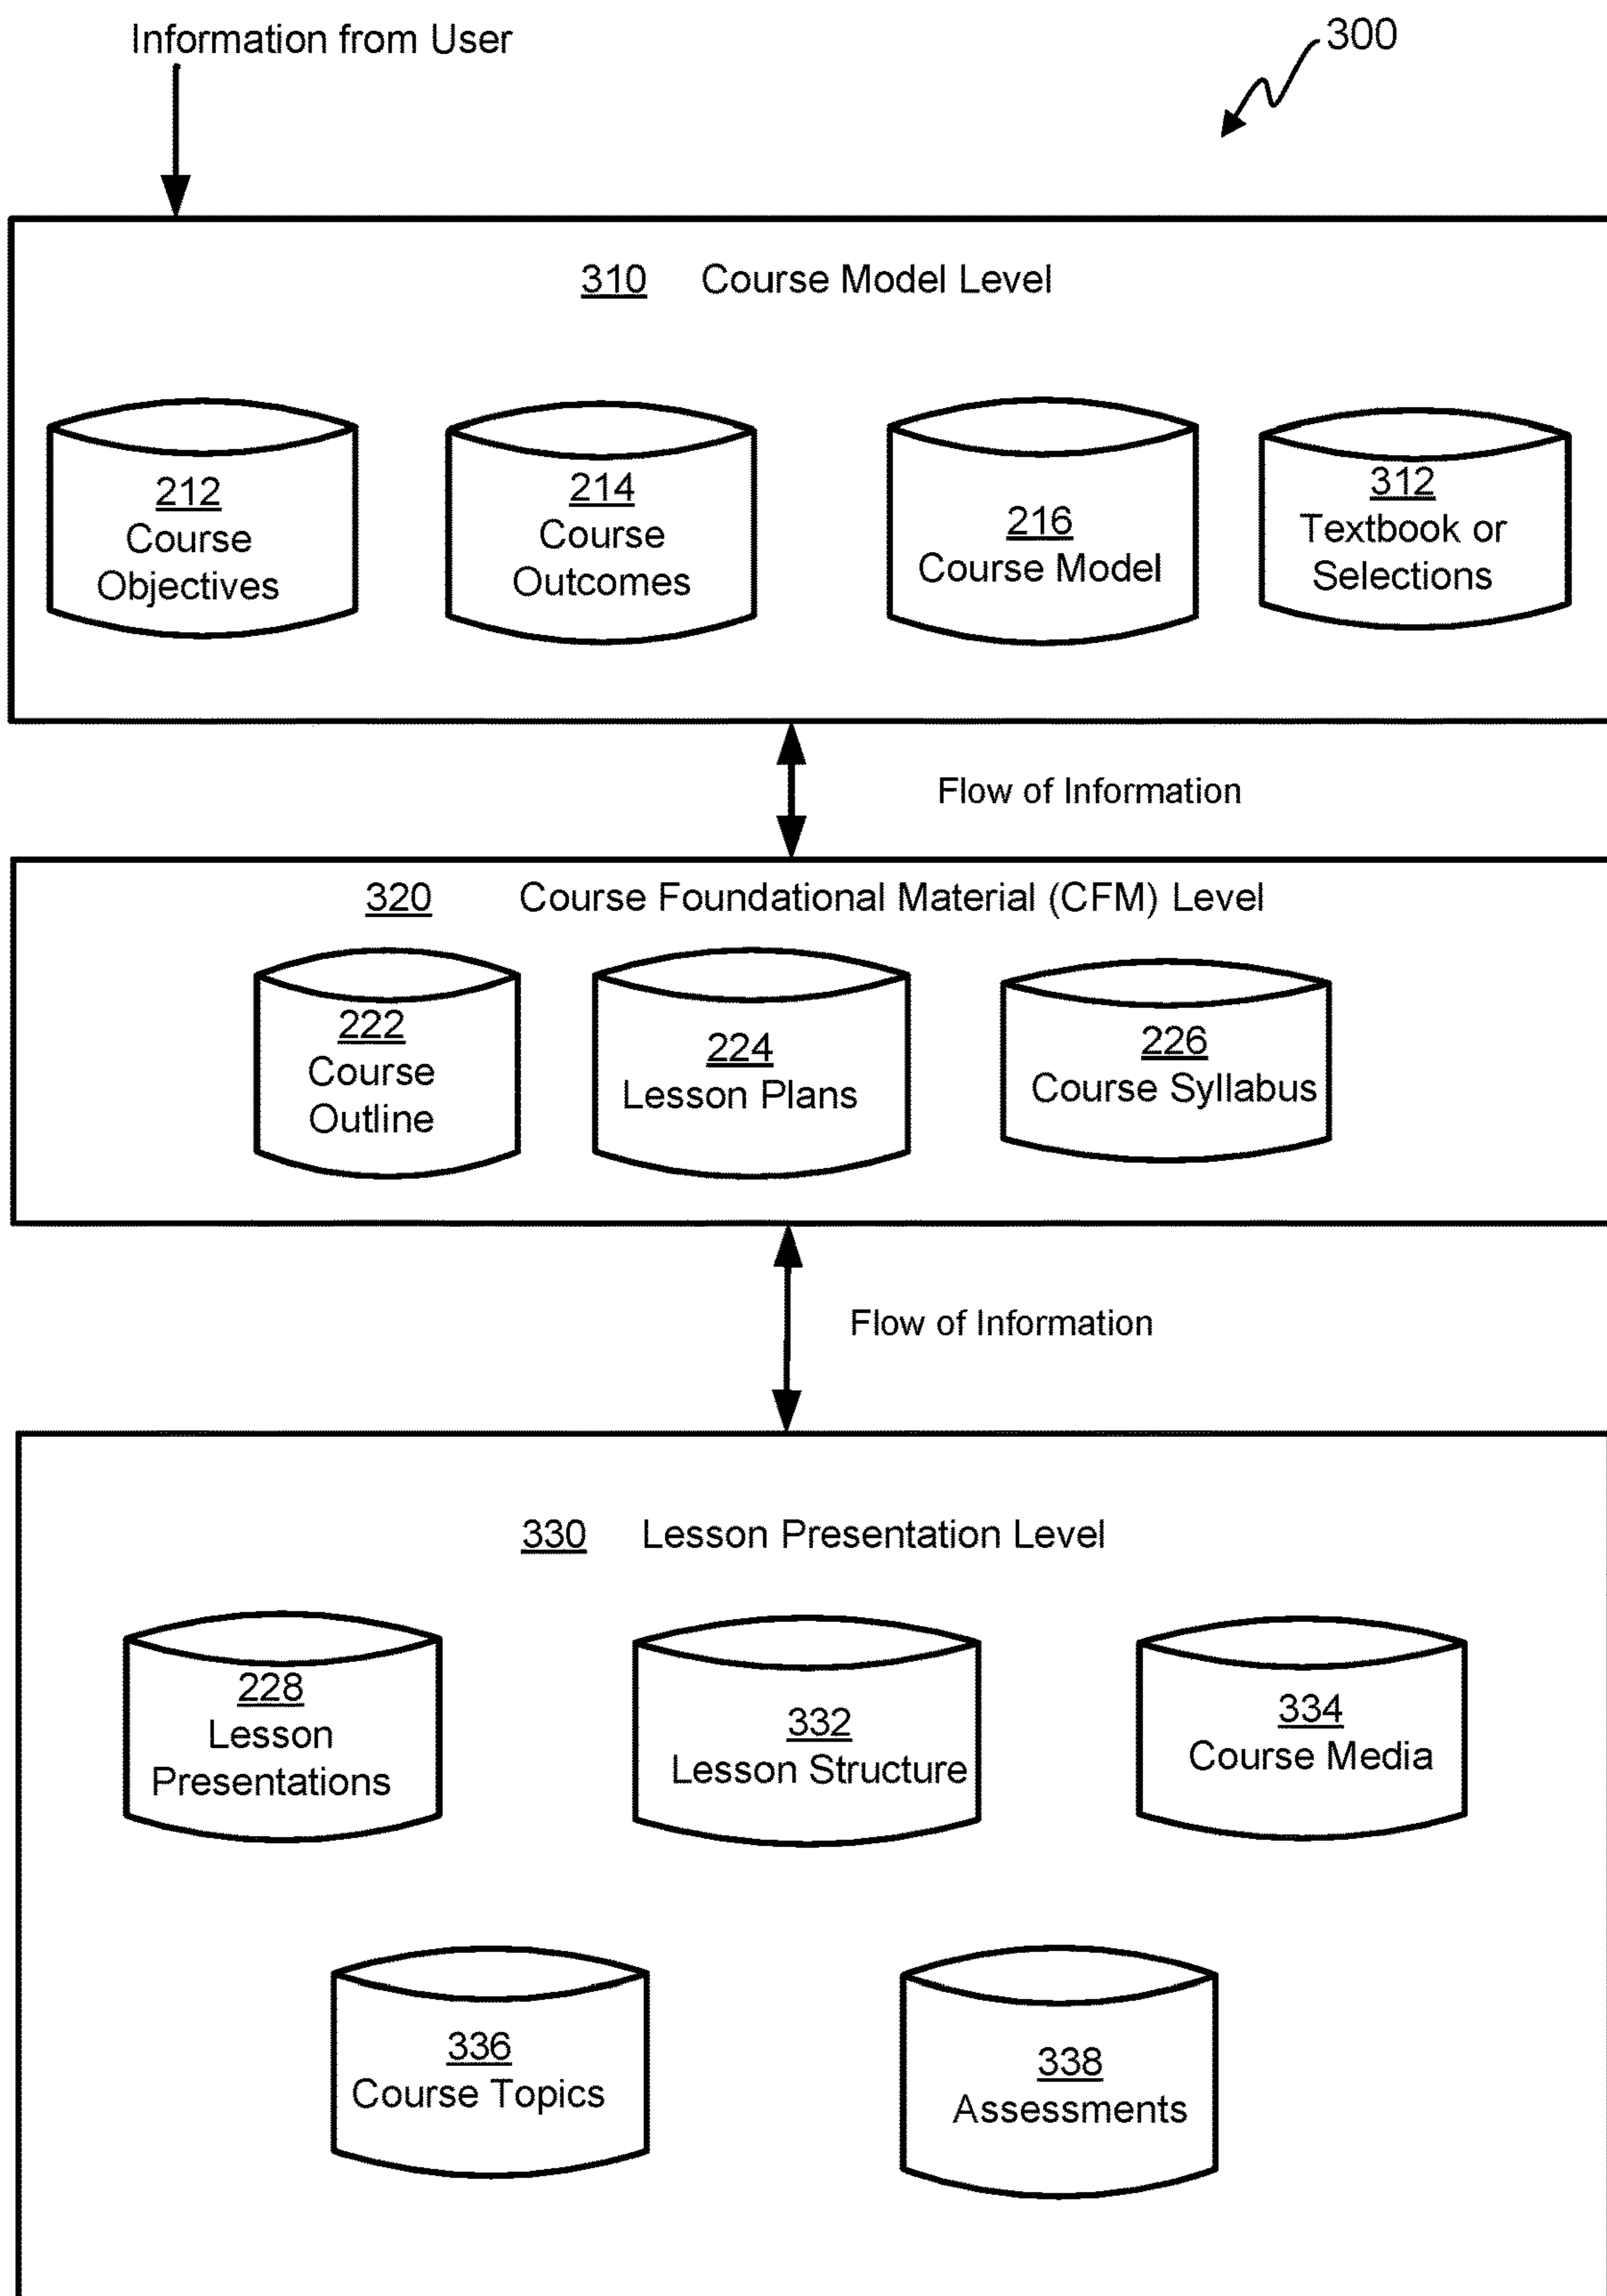 Information from User
300
310 Course Model Level
212
Course
Objectives
214
Course
Outcomes
216
Course Model
312
Textbook or
Selections
Flow of Information
320 Course Foundational Material (CFM) Level
222
Course
Outline
224
Lesson Plans
226
Course Syllabus
Flow of Information
330 Lesson Presentation Level
228
Lesson
Presentations
332
Lesson Structure
334
Course Media
336
Course Topics
338
Assessments